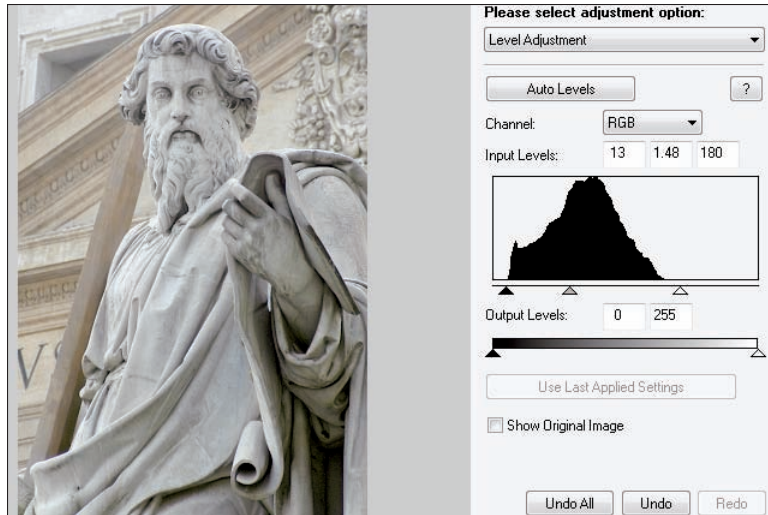 Please select adjustment option:
Level Adjustment
Auto Levels
?
Channel:
RGB
Input Levels:
13 1.48 180
Output Levels:
0 255
Use Last Applied Settings
Show Original Image
Undo All Undo Redo
VS